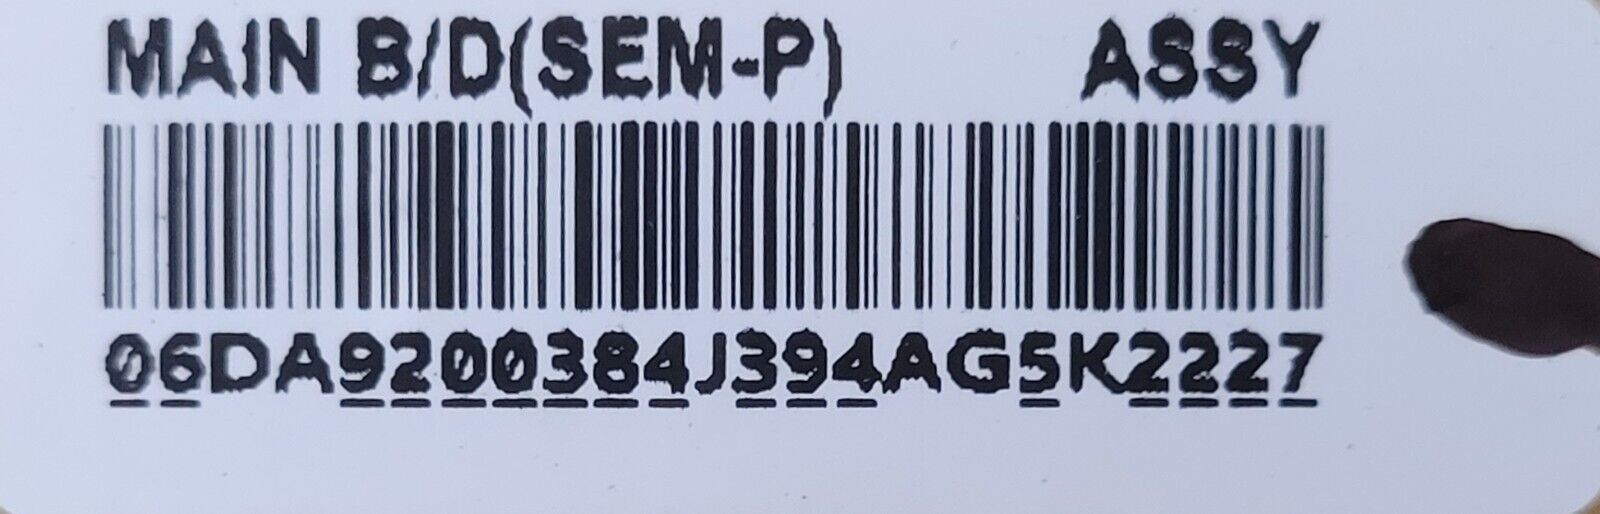 MAIN B/D(SEM-P) ASSY
06DA9200384J394AG5K2227